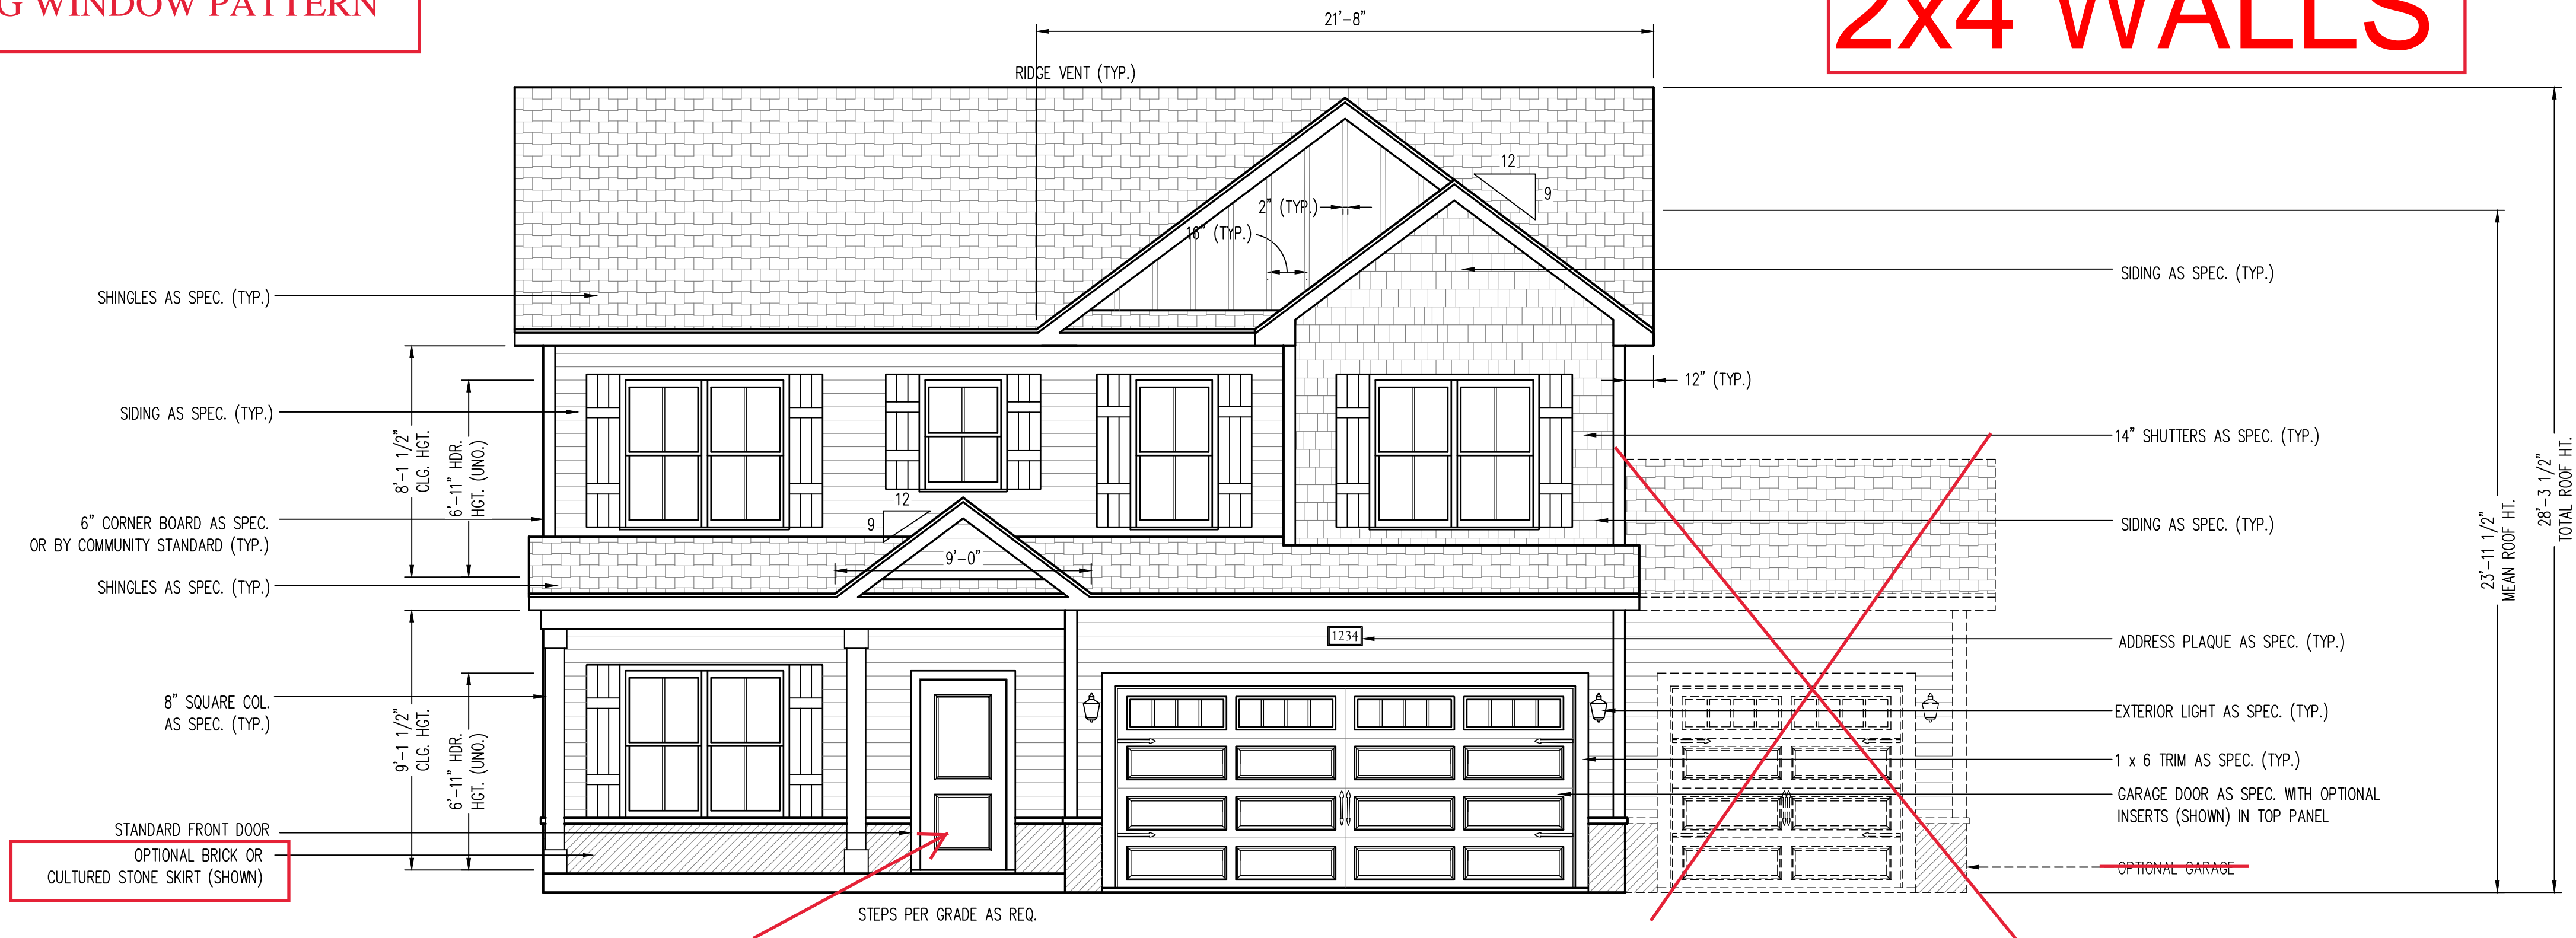 G WINDOW PATTERN
2x4 WALLS
21'-8"
RIDGE VENT (TYP.)
12
9
2" (TYP.)
16" (TYP.)
SHINGLES AS SPEC. (TYP.)
SIDING AS SPEC. (TYP.)
12" (TYP.)
SIDING AS SPEC. (TYP.)
8'-1 1/2"
CLG. HGT.
6'-11" HDR.
HGT. (UNO.)
14" SHUTTERS AS SPEC. (TYP.)
28'-3 1/2"
TOTAL ROOF HT.
23'-11 1/2"
MEAN ROOF HT.
12
9
6" CORNER BOARD AS SPEC.
OR BY COMMUNITY STANDARD (TYP.)
SIDING AS SPEC. (TYP.)
9'-0"
SHINGLES AS SPEC. (TYP.)
1234
ADDRESS PLAQUE AS SPEC. (TYP.)
8" SQUARE COL.
AS SPEC. (TYP.)
9'-1 1/2"
CLG. HGT.
6'-11" HDR.
HGT. (UNO.)
EXTERIOR LIGHT AS SPEC. (TYP.)
1 x 6 TRIM AS SPEC. (TYP.)
GARAGE DOOR AS SPEC. WITH OPTIONAL
INSERTS (SHOWN) IN TOP PANEL
STANDARD FRONT DOOR
OPTIONAL BRICK OR
CULTURED STONE SKIRT (SHOWN)
OPTIONAL GARAGE
STEPS PER GRADE AS REQ.